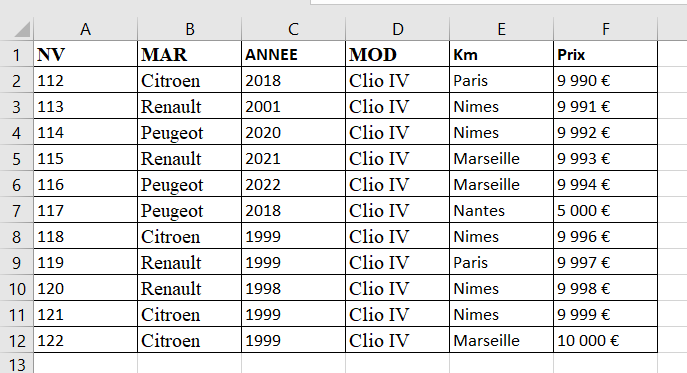 A B C D E F
1 NV MAR ANNEE MOD Km Prix
2 112 Citroen 2018 Clio IV Paris 9 990 €
3 113 Renault 2001 Clio IV Nimes 9 991 €
4 114 Peugeot 2020 Clio IV Nimes 9 992 €
5 115 Renault 2021 Clio IV Marseille 9 993 €
6 116 Peugeot 2022 Clio IV Marseille 9 994 €
7 117 Peugeot 2018 Clio IV Nantes 5 000 €
8 118 Citroen 1999 Clio IV Nimes 9 996 €
9 119 Renault 1999 Clio IV Paris 9 997 €
10 120 Renault 1998 Clio IV Nimes 9 998 €
11 121 Citroen 1999 Clio IV Nimes 9 999 €
12 122 Citroen 1999 Clio IV Marseille 10 000 €
13